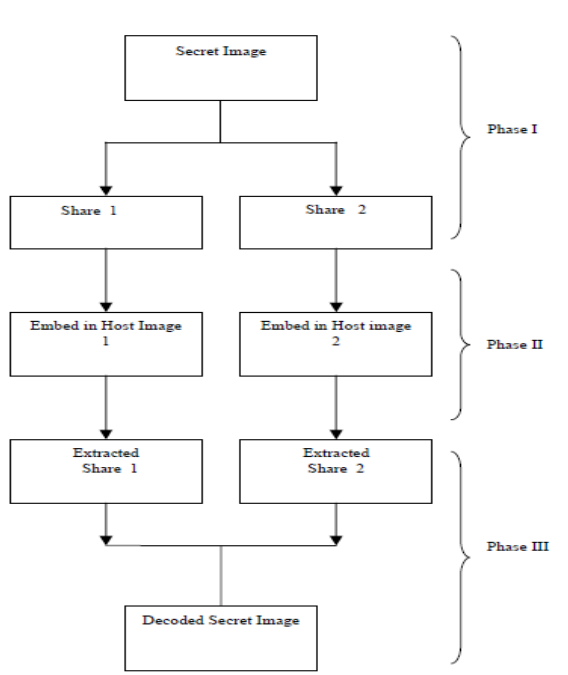 Secret Image
Phase I
Share 1
Share 2
Embed in Host Image
1
Embed in Host image
2
Phase II
Extracted
Share 1
Extracted
Share 2
Phase III
Decoded Secret Image